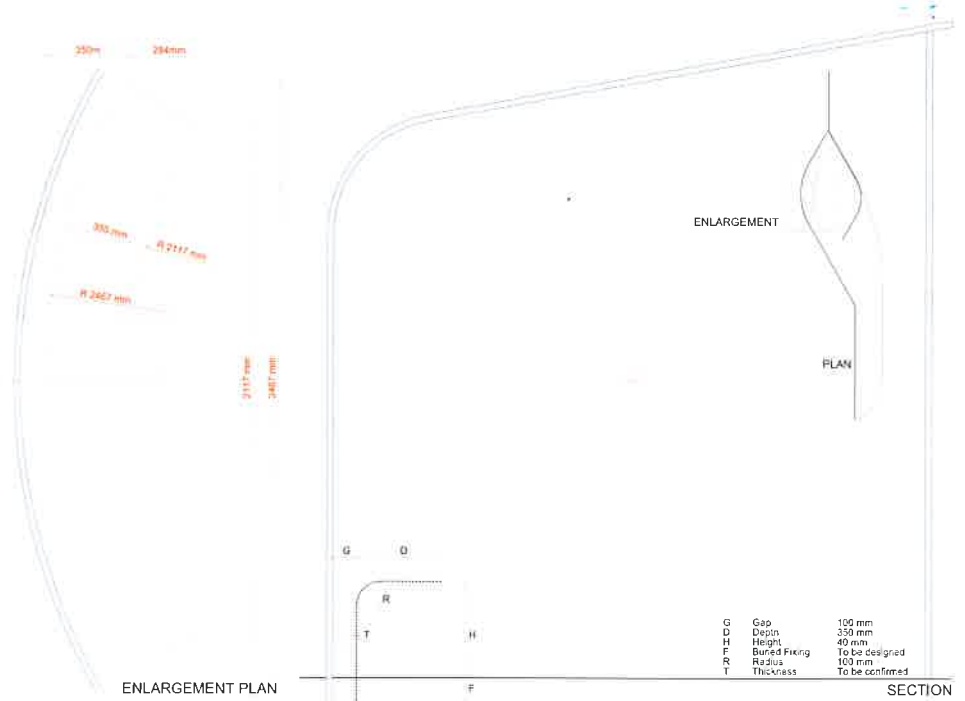 350m
284mm
ENLARGEMENT
350 mm
R 2117 mm
R 2467 mm
PLAN
2117 mm
2467 mm
G D
R
T H
G Gap 100 mm
D Depth 350 mm
H Height 40 mm
F Buried Fixing To be designed
R Radius 100 mm
T Thickness To be confirmed
ENLARGEMENT PLAN
F
SECTION